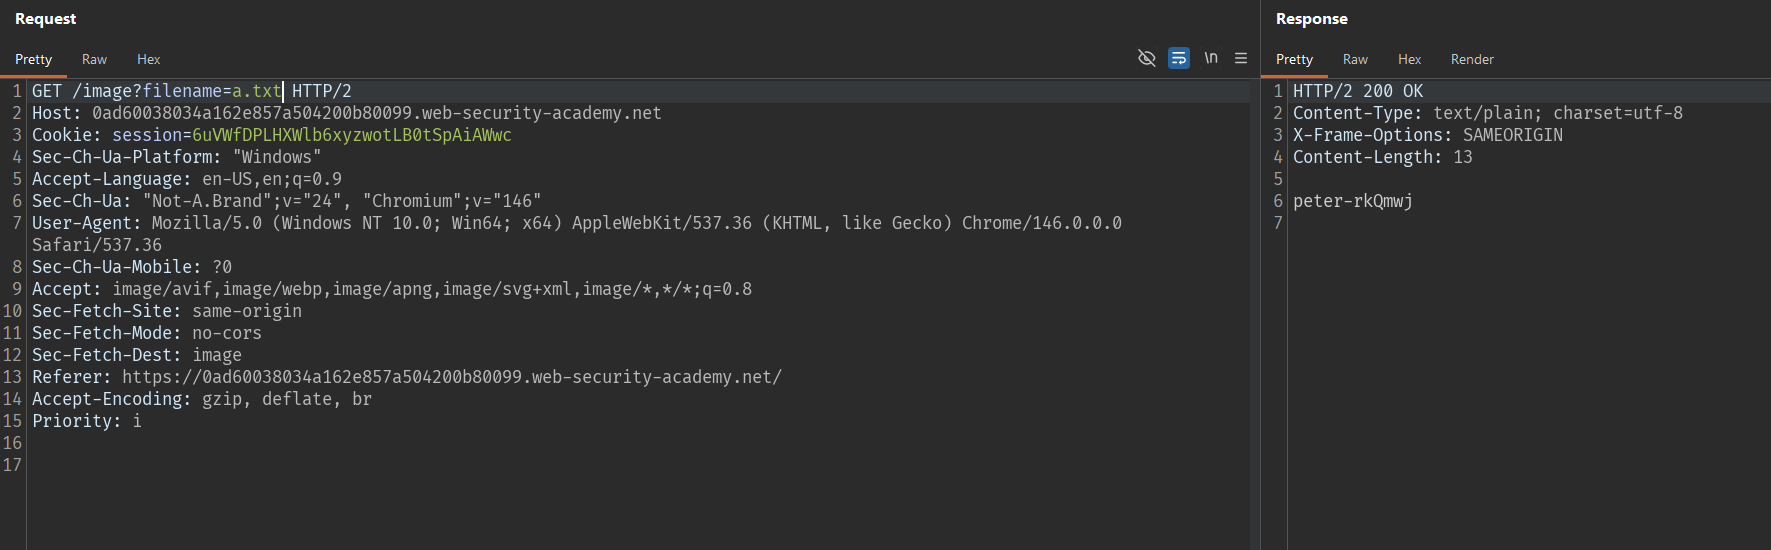 Request
Pretty Raw Hex
\n
1 GET /image?filename=a.txt HTTP/2
2 Host: 0ad60038034a162e857a504200b80099.web-security-academy.net
3 Cookie: session=6uVWfDPLHXWlb6xyzwotLB0tSpAiAWwc
4 Sec-Ch-Ua-Platform: "Windows"
5 Accept-Language: en-US,en;q=0.9
6 Sec-Ch-Ua: "Not-A.Brand";v="24", "Chromium";v="146"
7 User-Agent: Mozilla/5.0 (Windows NT 10.0; Win64; x64) AppleWebKit/537.36 (KHTML, like Gecko) Chrome/146.0.0.0
Safari/537.36
8 Sec-Ch-Ua-Mobile: ?0
9 Accept: image/avif,image/webp,image/apng,image/svg+xml,image/*,*/*;q=0.8
10 Sec-Fetch-Site: same-origin
11 Sec-Fetch-Mode: no-cors
12 Sec-Fetch-Dest: image
13 Referer: https://0ad60038034a162e857a504200b80099.web-security-academy.net/
14 Accept-Encoding: gzip, deflate, br
15 Priority: i
16
17
Response
Pretty Raw Hex Render
1 HTTP/2 200 OK
2 Content-Type: text/plain; charset=utf-8
3 X-Frame-Options: SAMEORIGIN
4 Content-Length: 13
5
6 peter-rkQmwj
7